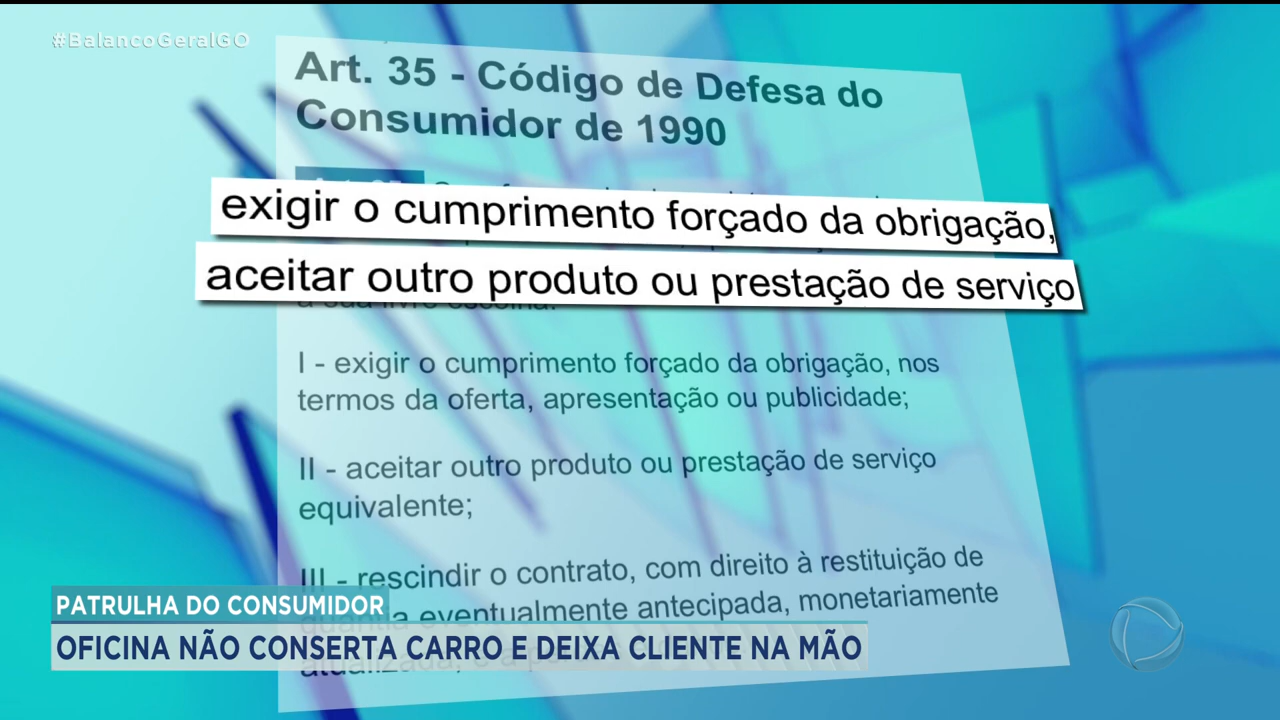 #BalancoGeralGO
Art. 35 - Código de Defesa do
Consumidor de 1990
exigir o cumprimento forçado da obrigação,
aceitar outro produto ou prestação de serviço
I - exigir o cumprimento forçado da obrigação, nos
termos da oferta, apresentação ou publicidade;
II - aceitar outro produto ou prestação de serviço
equivalente;
III - rescindir o contrato, com direito à restituição de
quantia eventualmente antecipada, monetariamente
atualizada,
PATRULHA DO CONSUMIDOR
OFICINA NÃO CONSERTA CARRO E DEIXA CLIENTE NA MÃO